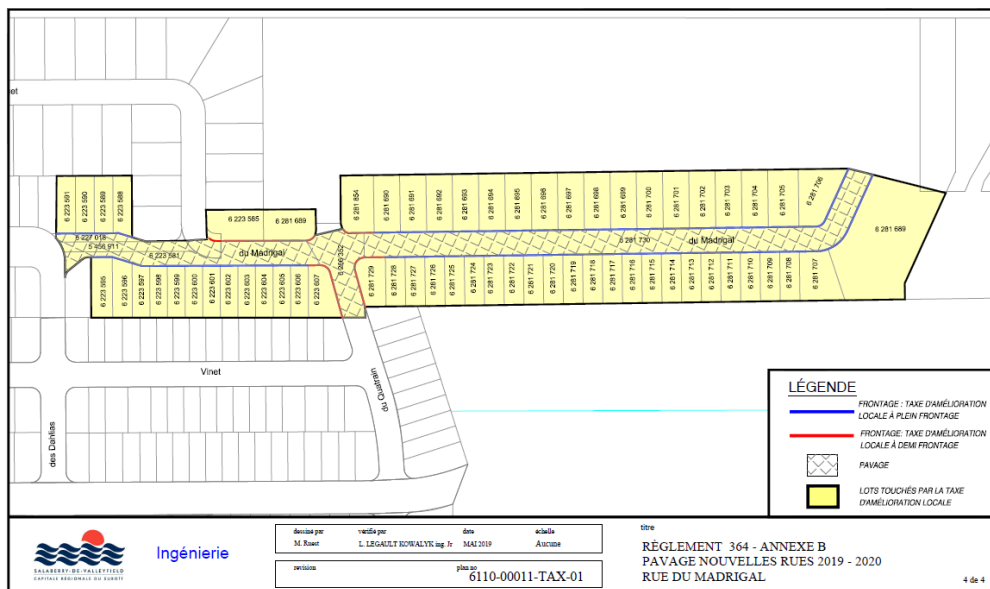 et
6 223 591
6 223 590
6 223 589
6 223 588
6 227 018
5 456 911
6 223 581
6 223 585
6 281 689
du Madrigal
6 281 854
6 281 690
6 281 691
6 281 692
6 281 693
6 281 694
6 281 695
6 281 696
6 281 697
6 281 698
6 281 699
6 281 700
6 281 701
6 281 702
6 281 703
6 281 704
6 281 705
6 281 706
6 281 689
6 281 730
du Madrigal
6 223 595
6 223 596
6 223 597
6 223 598
6 223 599
6 223 600
6 223 601
6 223 602
6 223 603
6 223 604
6 223 605
6 223 606
6 223 607
6 281 729
6 281 728
6 281 727
6 281 726
6 281 725
6 281 724
6 281 723
6 281 722
6 281 721
6 281 720
6 281 719
6 281 718
6 281 717
6 281 716
6 281 715
6 281 714
6 281 713
6 281 712
6 281 711
6 281 710
6 281 709
6 281 708
6 281 707
Vinet
du Quatrain
des Dahlias
LÉGENDE
FRONTAGE : TAXE D'AMÉLIORATION
LOCALE À PLEIN FRONTAGE
FRONTAGE: TAXE D'AMÉLIORATION
LOCALE À DEMI FRONTAGE
PAVAGE
LOTS TOUCHÉS PAR LA TAXE
D'AMÉLIORATION LOCALE
SALABERRY-DE-VALLEYFIELD
CAPITALE RÉGIONALE DU SUROÎT
Ingénierie
dessiné par
M. Ruest
vérifié par
L. LEGAULT KOWALYK ing. Jr
date
MAI 2019
échelle
Aucune
revision
plan no
6110-00011-TAX-01
titre
RÈGLEMENT 364 - ANNEXE B
PAVAGE NOUVELLES RUES 2019 - 2020
RUE DU MADRIGAL
4 de 4